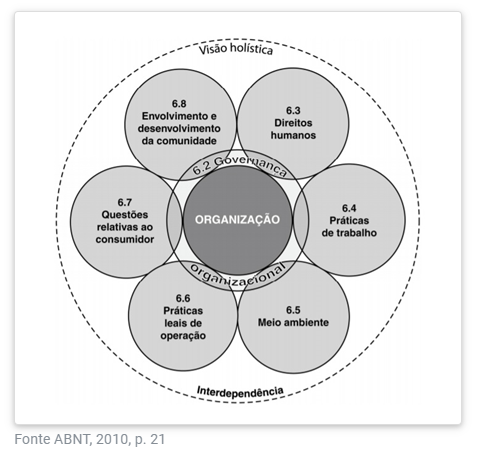 Visão holística
6.8
Envolvimento e
desenvolvimento
da comunidade
6.3
Direitos
humanos
6.2 Governança
6.7
Questões
relativas ao
consumidor
ORGANIZAÇÃO
6.4
Práticas
de trabalho
organizacional
6.6
Práticas
leais de
operação
6.5
Meio ambiente
Interdependência
Fonte ABNT, 2010, p. 21